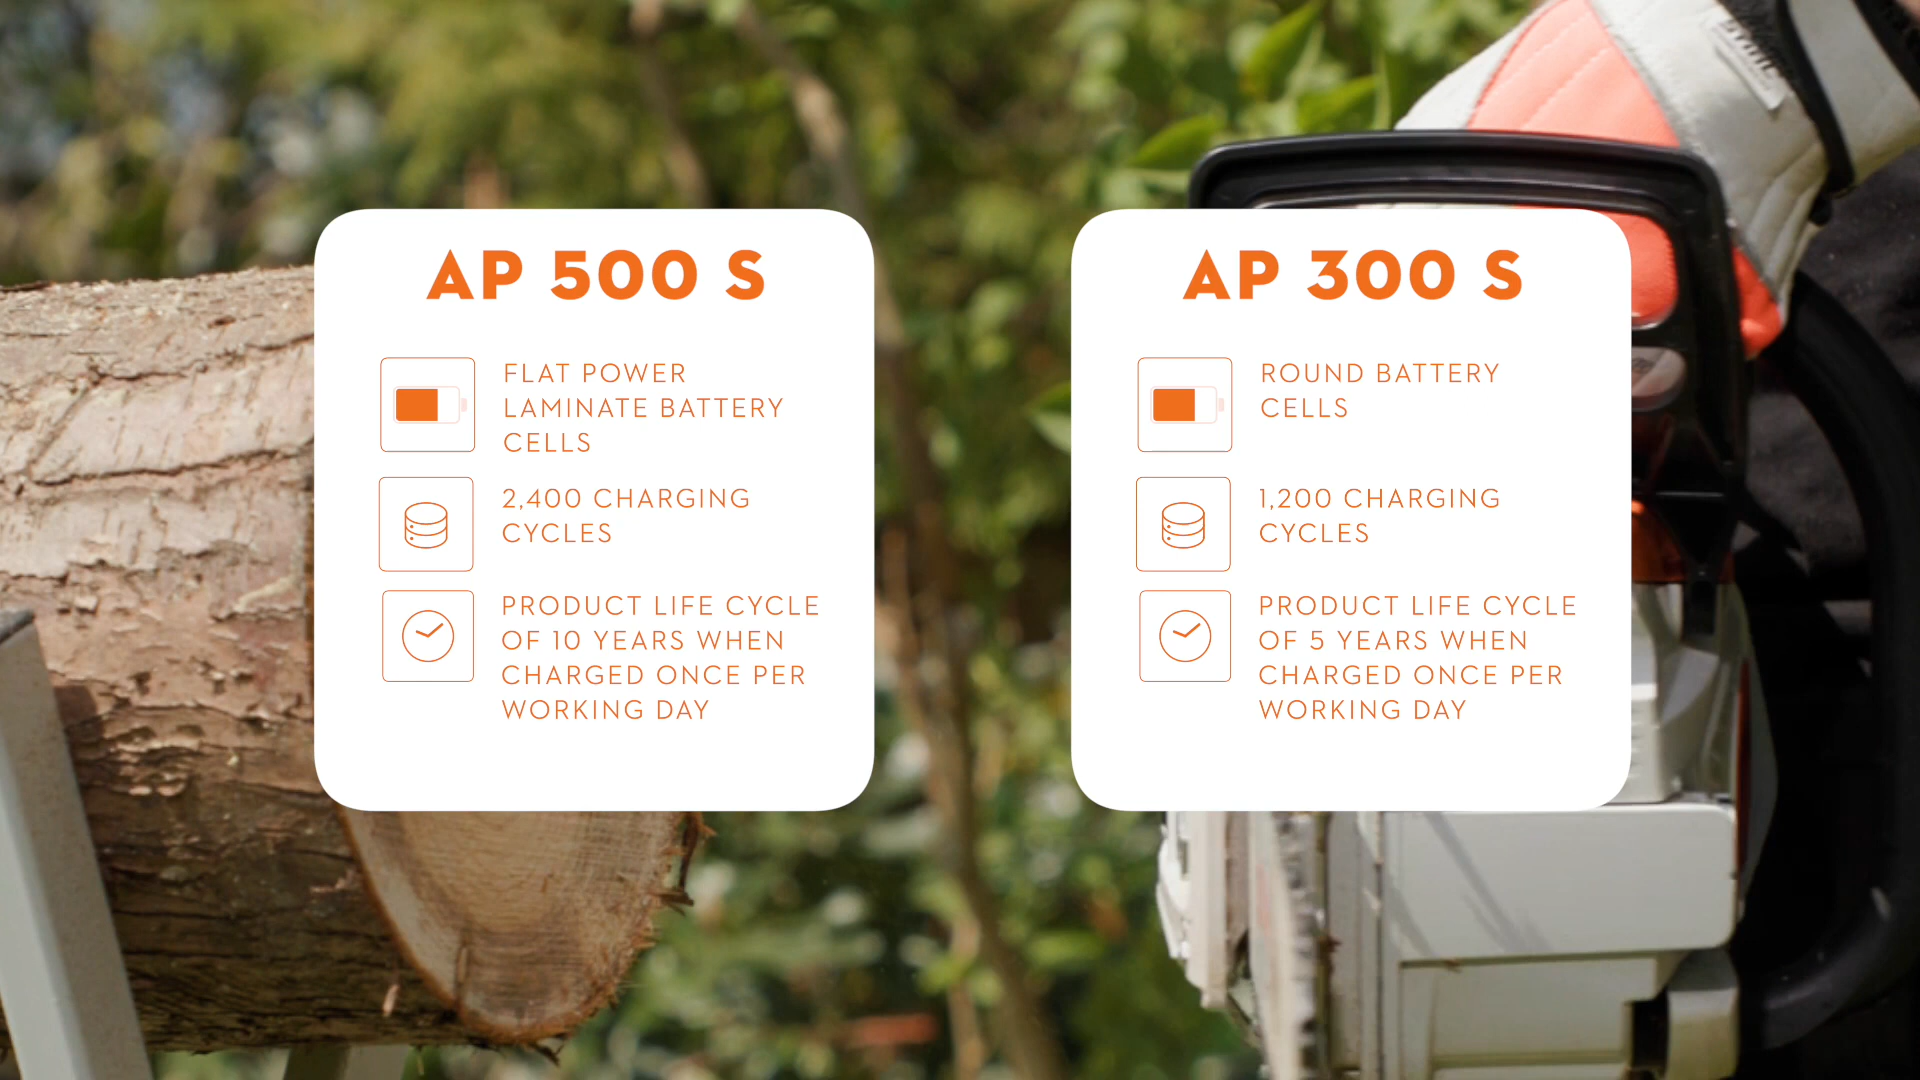 AP 500 S
FLAT POWER
LAMINATE BATTERY
CELLS
2,400 CHARGING
CYCLES
PRODUCT LIFE CYCLE
OF 10 YEARS WHEN
CHARGED ONCE PER
WORKING DAY
AP 300 S
ROUND BATTERY
CELLS
1,200 CHARGING
CYCLES
PRODUCT LIFE CYCLE
OF 5 YEARS WHEN
CHARGED ONCE PER
WORKING DAY